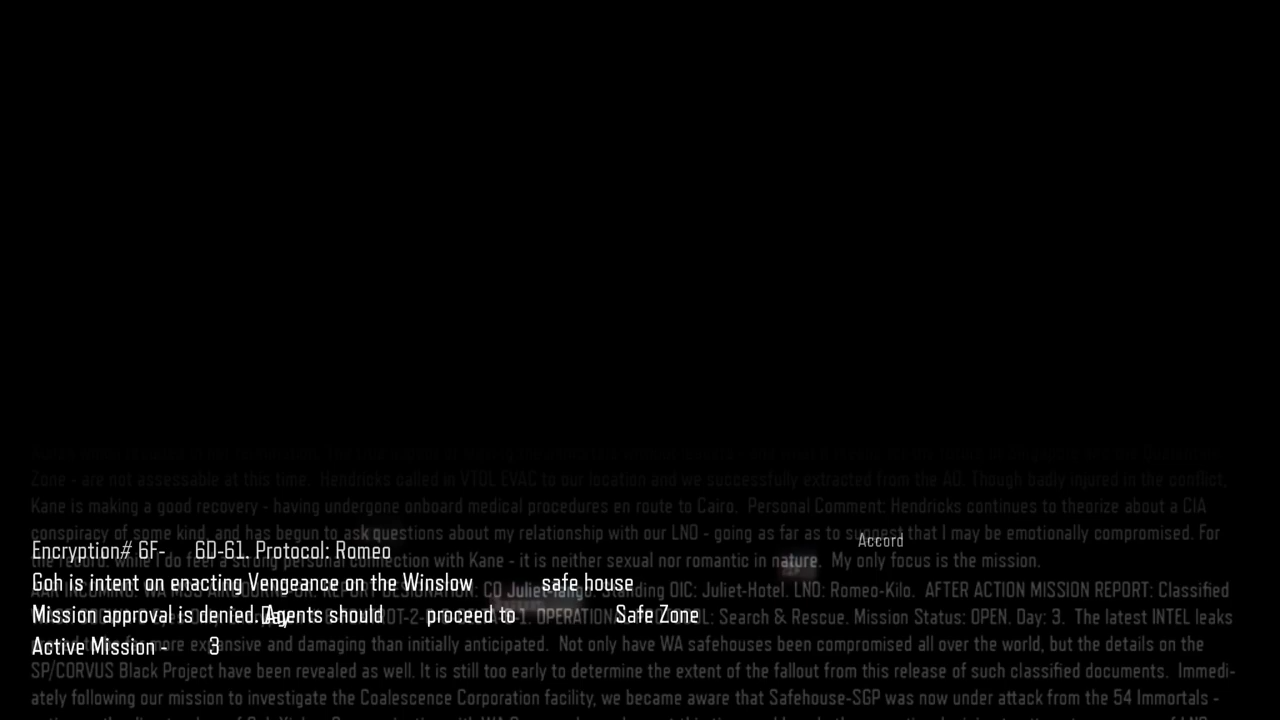 Zone - are not assessable at this time. Hendricks called in VTOL EVAC to our location and we successfully extracted from the AO. Though badly injured in the conflict,
Kane is making a good recovery - having undergone onboard medical procedures en route to Cairo. Personal Comment: Hendricks continues to theorize about a CIA
conspiracy of some kind, and has begun to ask questions about my relationship with our LNO - going as far as to suggest that I may be emotionally compromised. For
Accord
Encryption# 6F- 6D-61. Protocol: Romeo
the record: while I do feel a strong personal connection with Kane - it is neither sexual nor romantic in nature. My only focus is the mission.
Goh is intent on enacting Vengeance on the Winslow safe house
AAR INCOMING: WA MISS REPORT DESIGNATION: CO Juliet Standing OIC: Juliet-Hotel. LNO: Romeo-Kilo. AFTER ACTION MISSION REPORT: Classified
Mission approval is denied. Agents should proceed to Safe Zone
Day
Search & Rescue. Mission Status: OPEN. Day: 3. The latest INTEL leaks
Active Mission - 3
more expansive and damaging than initially anticipated. Not only have WA safehouses been compromised all over the world, but the details on the
SP/CORVUS Black Project have been revealed as well. It is still too early to determine the extent of the fallout from this release of such classified documents. Immedi-
ately following our mission to investigate the Coalescence Corporation facility, we became aware that Safehouse-SGP was now under attack from the 54 Immortals -